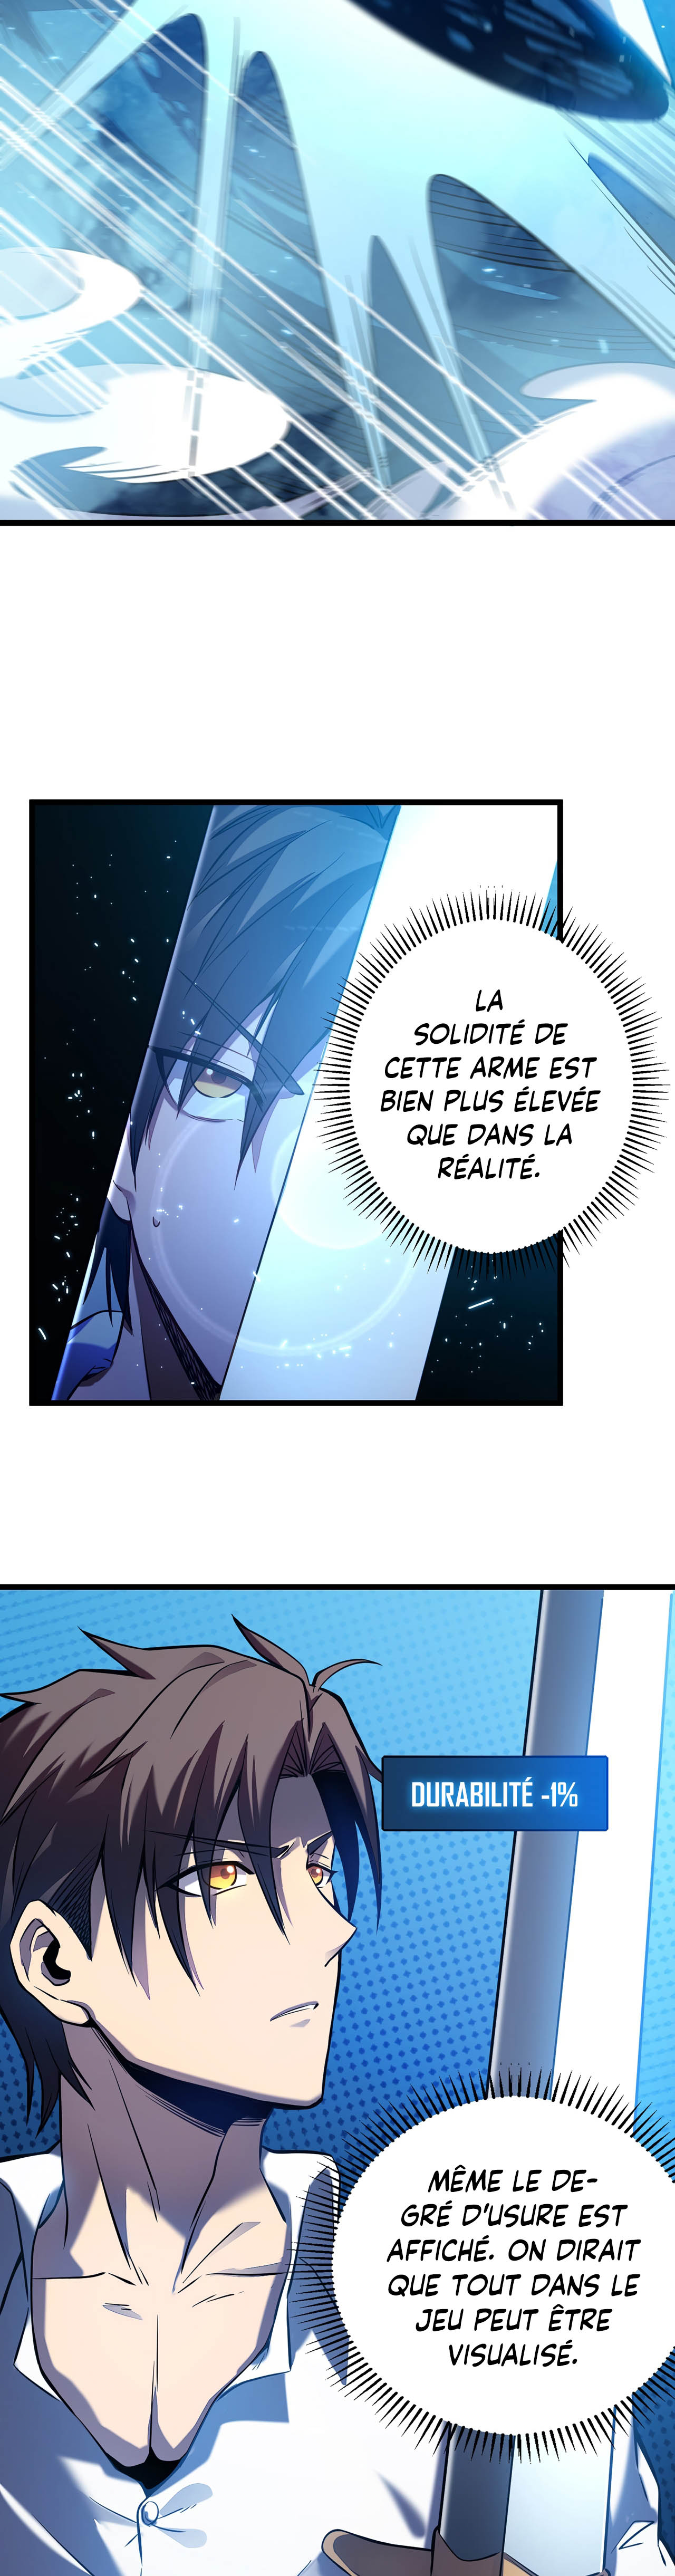 LA
SOLIDITÉ DE
CETTE ARME EST
BIEN PLUS ÉLEVÉE
QUE DANS LA
RÉALITÉ.
DURABILITÉ -1%
MÊME LE DE-
GRÉ D'USURE EST
AFFICHÉ. ON DIRAIT
QUE TOUT DANS LE
JEU PEUT ÊTRE
VISUALISÉ.